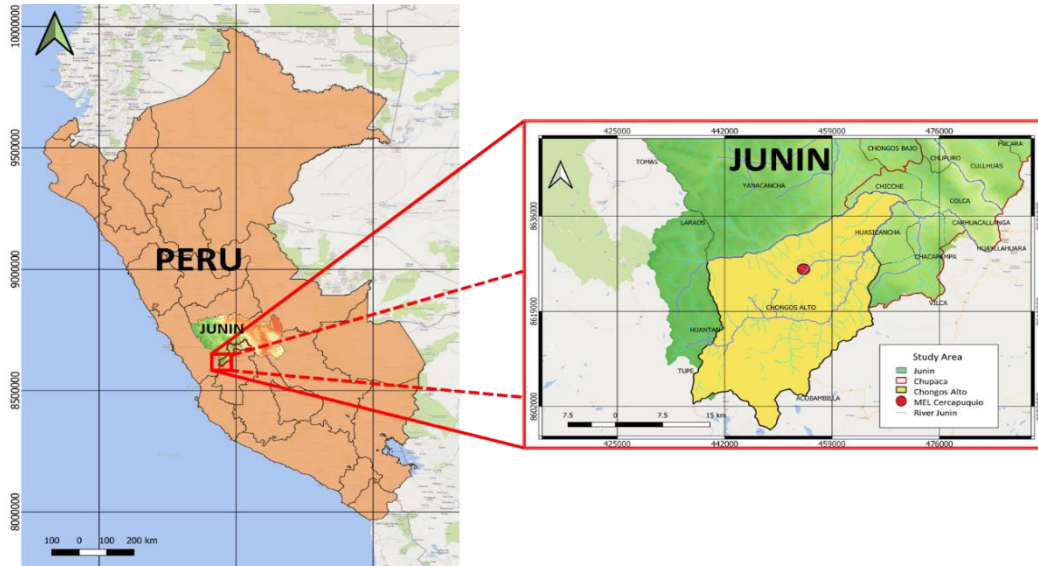 10000000
9500000
9000000
8500000
8000000
PERU
JUNIN
100 0 100 200 km
425000 442000 459000 476000
8636000
8619000
8602000
JUNIN
TOMAS
YANACANCHA
CHONGOS BAJO
PSICARA
CHUPURO
CULLHUAS
CHICCHE
COLCA
LARAOS
CARHUACALLANGA
HUASICANCHA
HUAYLLAHUARA
CHACAPAMPA
CHONGOS ALTO
VILCA
HUANTAN
TUPE
ACOBAMBILLA
7.5 0 7.5 15 km
Study Area
Junin
Chupaca
Chongos Alto
MEL Cercapuquio
River Junin
425000 442000 459000 476000